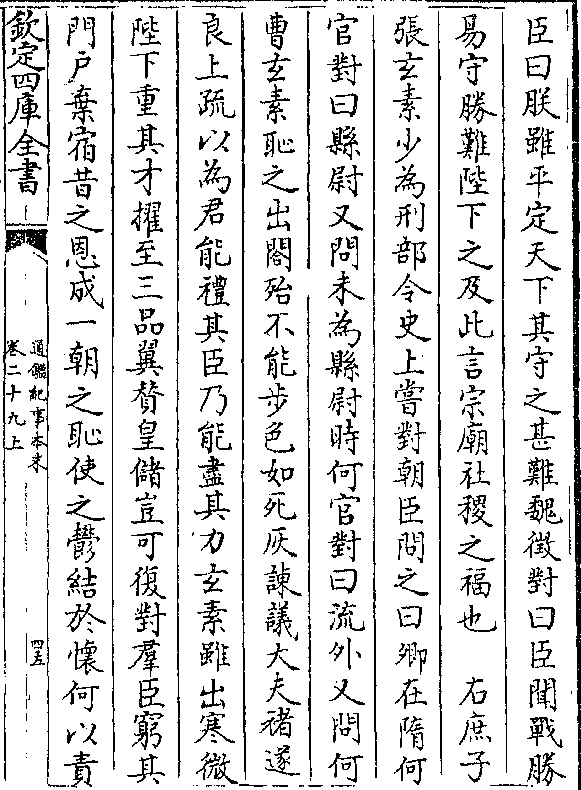 臣曰朕雖平定天下其守之甚難魏徵對曰臣聞戰勝
易守勝難陛下之及此言宗廟社稷之福也　右庶子
張玄素少為刑部令史上嘗對朝臣問之曰卿在隋何
官對曰縣尉又問未為縣尉時何官對曰流外又問何
曹玄素恥之出閤殆不能步色如死灰諫議大夫褚遂
良上疏以為君能禮其臣乃能盡其力玄素雖出寒微
陛下重其才擢至三品翼賛皇儲豈可復對羣臣窮其
門戶棄宿昔之恩成一朝之恥使之鬱結於懷何以責
欽定四庫全書
通鑑紀事本末
卷二十九上
四五